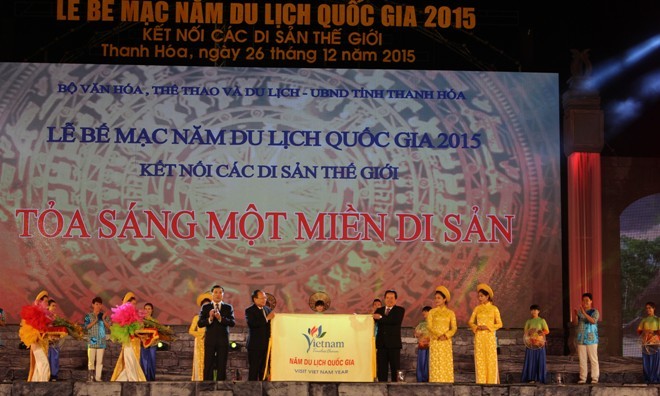 LỄ BẾ MẠC NĂM DU LỊCH QUỐC GIA 2015
KẾT NỐI CÁC DI SẢN THẾ GIỚI
Thanh Hóa, ngày 26 tháng 12 năm 2015
BỘ VĂN HÓA, THỂ THAO VÀ DU LỊCH - UBND TỈNH THANH HÓA
LỄ BẾ MẠC NĂM DU LỊCH QUỐC GIA 2015
KẾT NỐI CÁC DI SẢN THẾ GIỚI
TỎA SÁNG MỘT MIỀN DI SẢN
Vietnam
NĂM DU LỊCH QUỐC GIA
VISIT VIET NAM YEAR